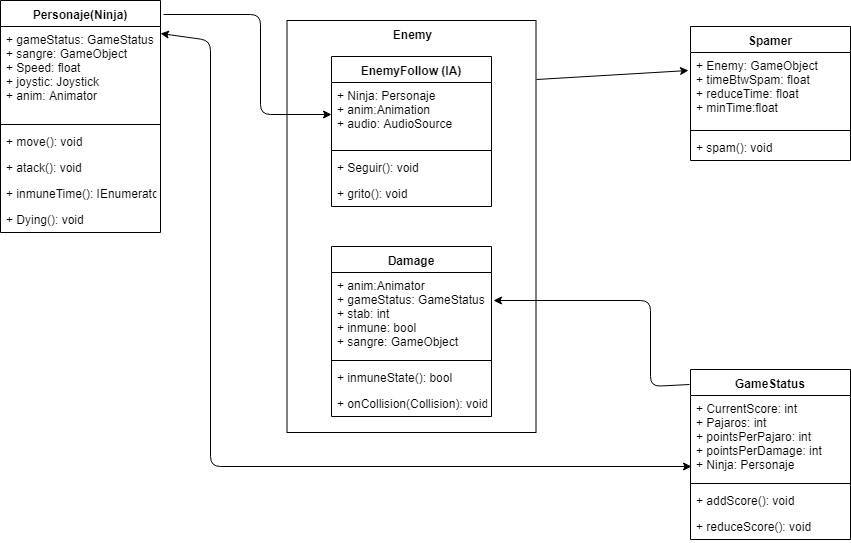 Personaje(Ninja)
+ gameStatus: GameStatus
+ sangre: GameObject
+ Speed: float
+ joystic: Joystick
+ anim: Animator
+ move(): void
+ atack(): void
+ inmuneTime(): IEnumerato
+ Dying(): void
Enemy
EnemyFollow (IA)
+ Ninja: Personaje
+ anim:Animation
+ audio: AudioSource
+ Seguir(): void
+ grito(): void
Damage
+ anim:Animator
+ gameStatus: GameStatus
+ stab: int
+ inmune: bool
+ sangre: GameObject
+ inmuneState(): bool
+ onCollision(Collision): void
Spamer
+ Enemy: GameObject
+ timeBtwSpam: float
+ reduceTime: float
+ minTime:float
+ spam(): void
GameStatus
+ CurrentScore: int
+ Pajaros: int
+ pointsPerPajaro: int
+ pointsPerDamage: int
+ Ninja: Personaje
+ addScore(): void
+ reduceScore(): void